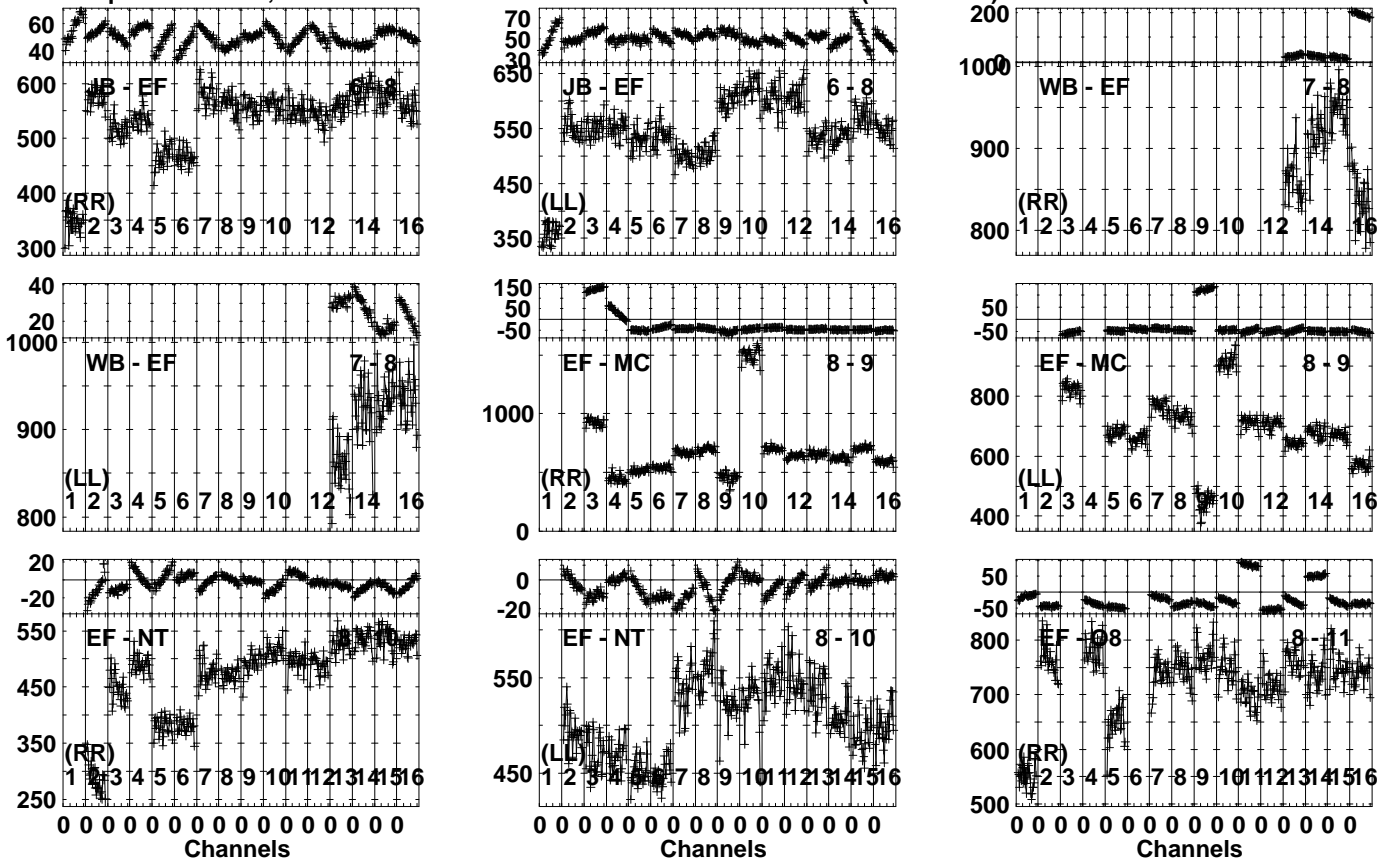 60
40
600
500
400
300
JB - EF 6 - 8
(RR)
1 2 3 4 5 6 7 8 9 10 12 14 16
70
50
30
650
550
450
350
JB - EF 6 - 8
(LL)
1 2 3 4 5 6 7 8 9 10 12 14 16
200
0
1000
900
800
WB - EF 7 - 8
(RR)
1 2 3 4 5 6 7 8 9 10 12 14 16
40
20
1000
900
800
WB - EF 7 - 8
(LL)
1 2 3 4 5 6 7 8 9 10 12 14 16
150
50
-50
1000
0
EF - MC 8 - 9
(RR)
1 2 3 4 5 6 7 8 9 10 12 14 16
50
-50
800
600
400
EF - MC 8 - 9
(LL)
1 2 3 4 5 6 7 8 9 10 12 14 16
20
-20
550
450
350
250
EF - NT 8 - 10
(RR)
1 2 3 4 5 6 7 8 9 10 11 12 13 14 15 16
0 0 0 0 0 0 0 0 0 0 0 0 0 0 0 0
Channels
0
-20
550
450
EF - NT 8 - 10
(LL)
1 2 3 4 5 6 7 8 9 10 11 12 13 14 15 16
0 0 0 0 0 0 0 0 0 0 0 0 0 0 0 0
Channels
50
-50
800
700
600
500
EF - O8 8 - 11
(RR)
1 2 3 4 5 6 7 8 9 10 11 12 13 14 15 16
0 0 0 0 0 0 0 0 0 0 0 0 0 0 0 0
Channels